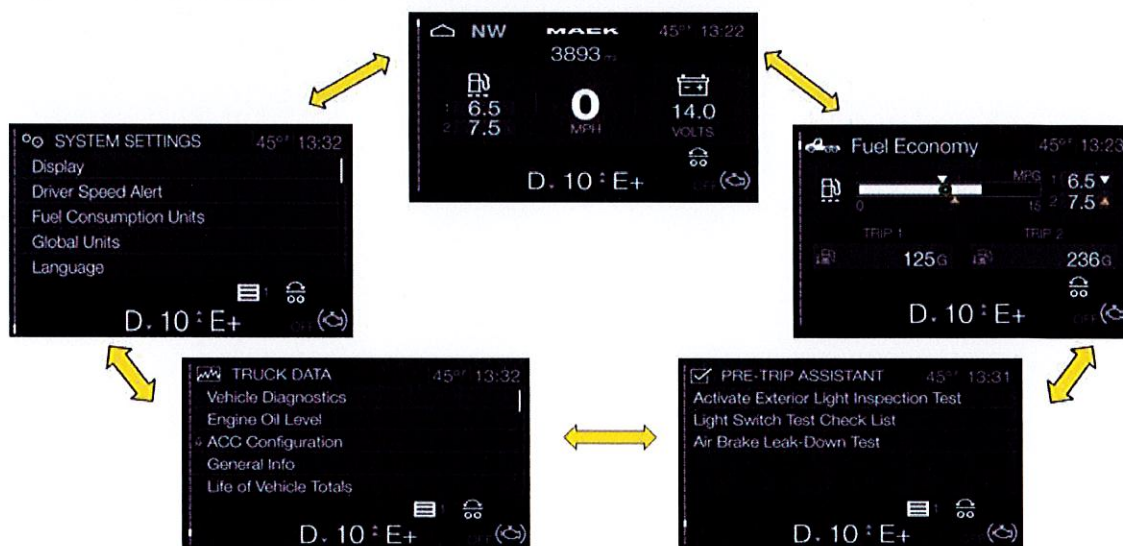 NW MACK 45°F 13:22
3893 mi
1 6.5
2 7.5
0
MPH
14.0
VOLTS
D 10 E+ OFF
SYSTEM SETTINGS 45°F 13:32
Display
Driver Speed Alert
Fuel Consumption Units
Global Units
Language
1
D 10 E+ OFF
Fuel Economy 45°F 13:23
MPG
1 6.5
2 7.5
0 15
TRIP 1 TRIP 2
125G 236G
D 10 E+ OFF
TRUCK DATA 45°F 13:32
Vehicle Diagnostics
Engine Oil Level
ACC Configuration
General Info
Life of Vehicle Totals
1
D 10 E+ OFF
PRE-TRIP ASSISTANT 45°F 13:31
Activate Exterior Light Inspection Test
Light Switch Test Check List
Air Brake Leak-Down Test
1
D 10 E+ OFF